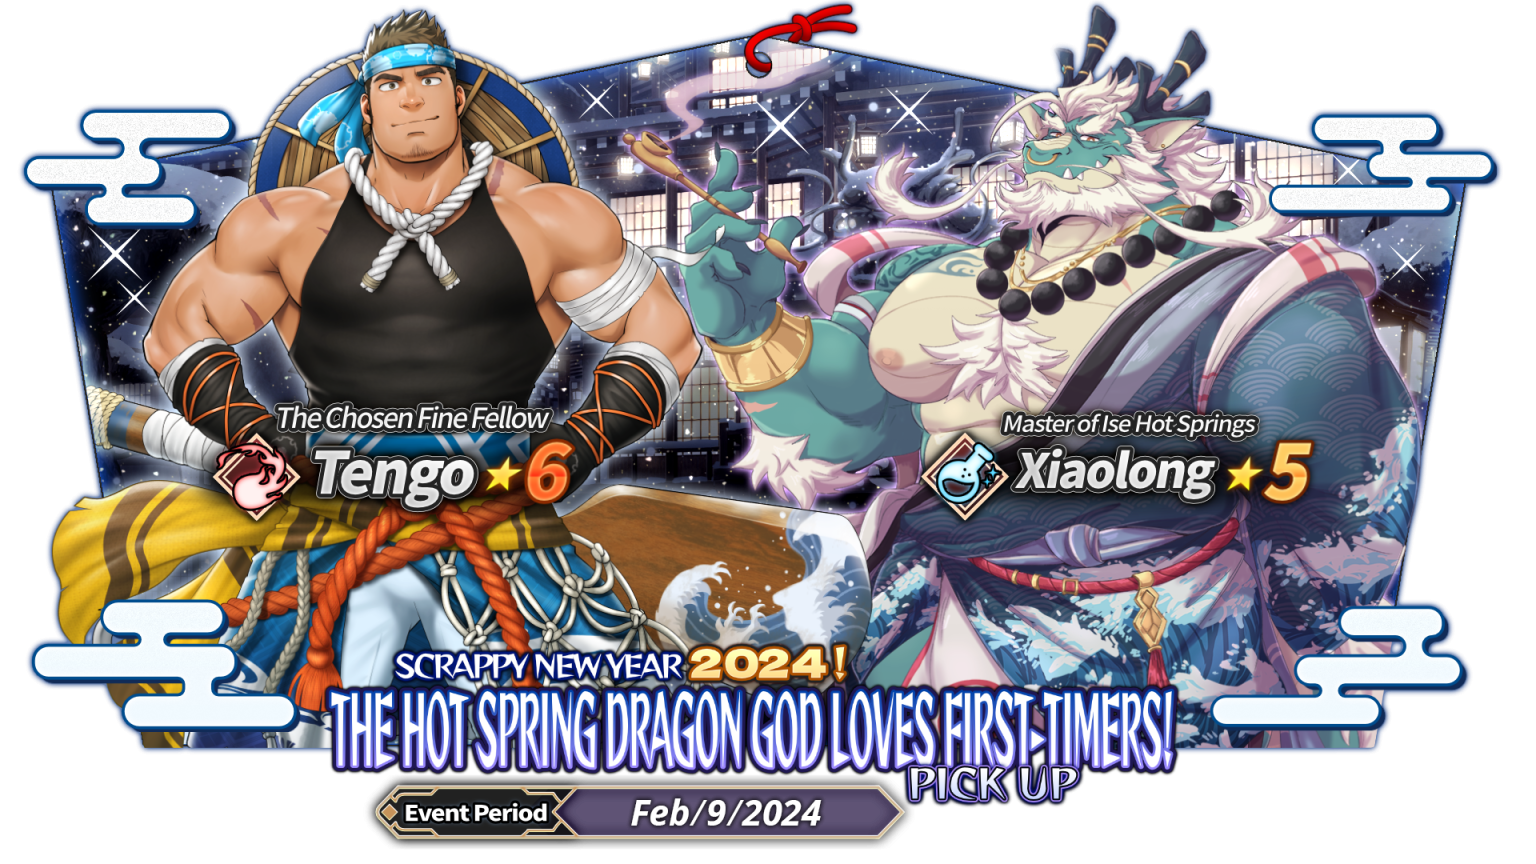 The Chosen Fine Fellow
Tengo ★6
Master of Ise Hot Springs
Xiaolong ★5
SCRAPPY NEW YEAR 2024!
THE HOT SPRING DRAGON GOD LOVES FIRST-TIMERS!
PICK UP
Event Period
Feb/9/2024